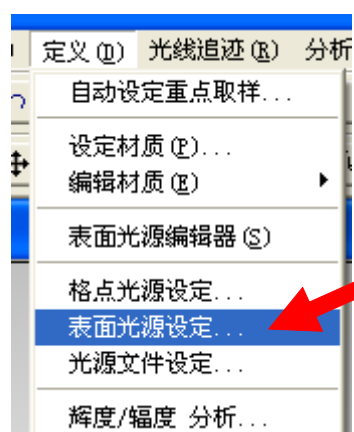 定义(D) 光线追迹(R) 分析
自动设定重点取样...
设定材质(P)...
编辑材质(E)
表面光源编辑器(S)
格点光源设定...
表面光源设定...
光源文件设定...
辉度/辐度 分析...